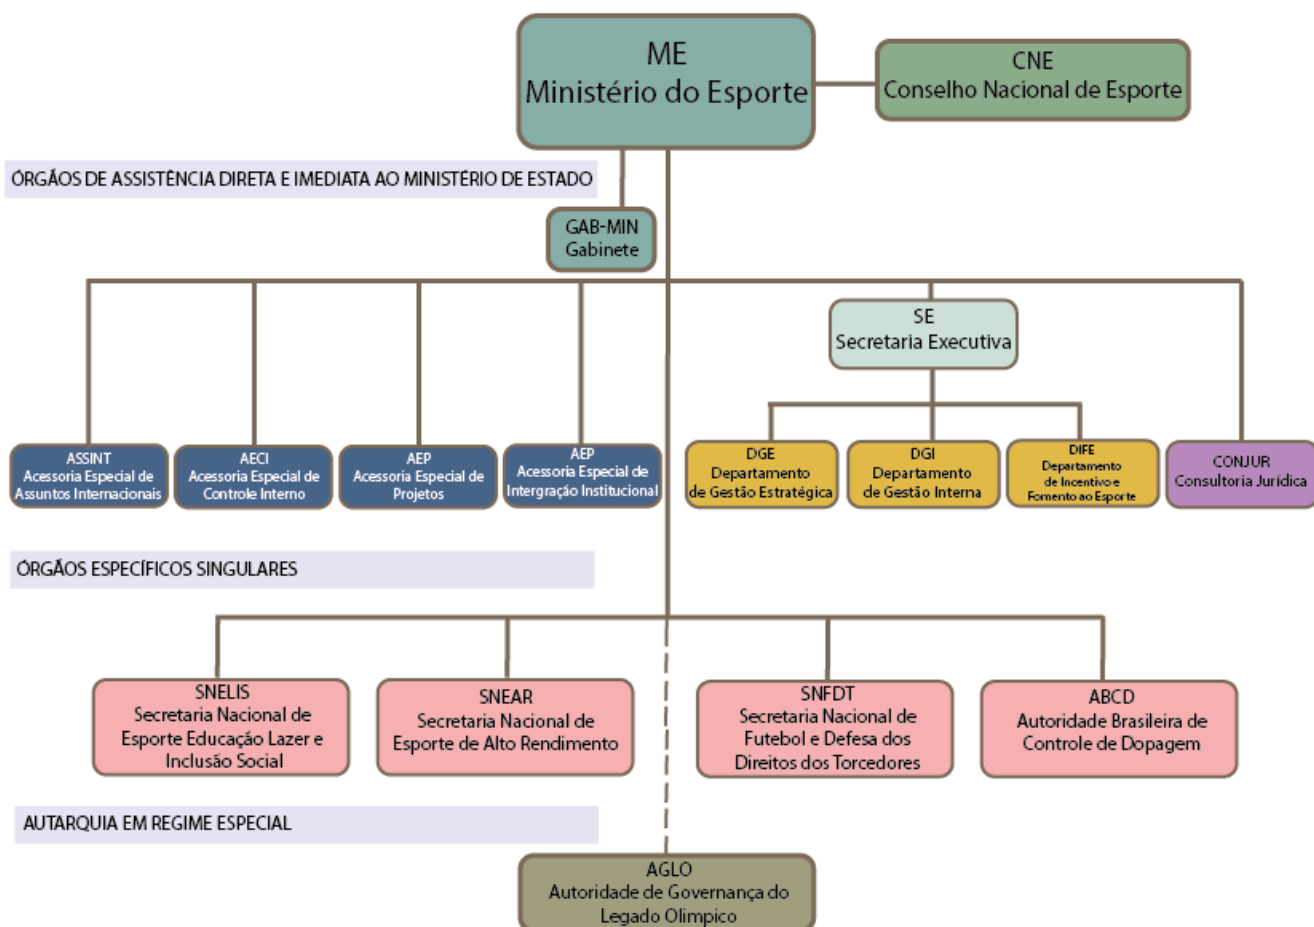 ME
Ministério do Esporte
CNE
Conselho Nacional de Esporte
ÓRGÃOS DE ASSISTÊNCIA DIRETA E IMEDIATA AO MINISTÉRIO DE ESTADO
GAB-MIN
Gabinete
SE
Secretaria Executiva
ASSINT
Acessoria Especial de
Assuntos Internacionais
AECI
Acessoria Especial de
Controle Interno
AEP
Acessoria Especial de
Projetos
AEP
Acessoria Especial de
Intergração Institucional
DGE
Departamento
de Gestão Estratégica
DGI
Departamento
de Gestão Interna
DIFE
Departamento
de Incentivo e
Fomento ao Esporte
CONJUR
Consultoria Jurídica
ÓRGÃOS ESPECÍFICOS SINGULARES
SNELIS
Secretaria Nacional de
Esporte Educação Lazer e
Inclusão Social
SNEAR
Secretaria Nacional de
Esporte de Alto Rendimento
SNFDT
Secretaria Nacional de
Futebol e Defesa dos
Direitos dos Torcedores
ABCD
Autoridade Brasileira de
Controle de Dopagem
AUTARQUIA EM REGIME ESPECIAL
AGLO
Autoridade de Governança do
Legado Olimpico